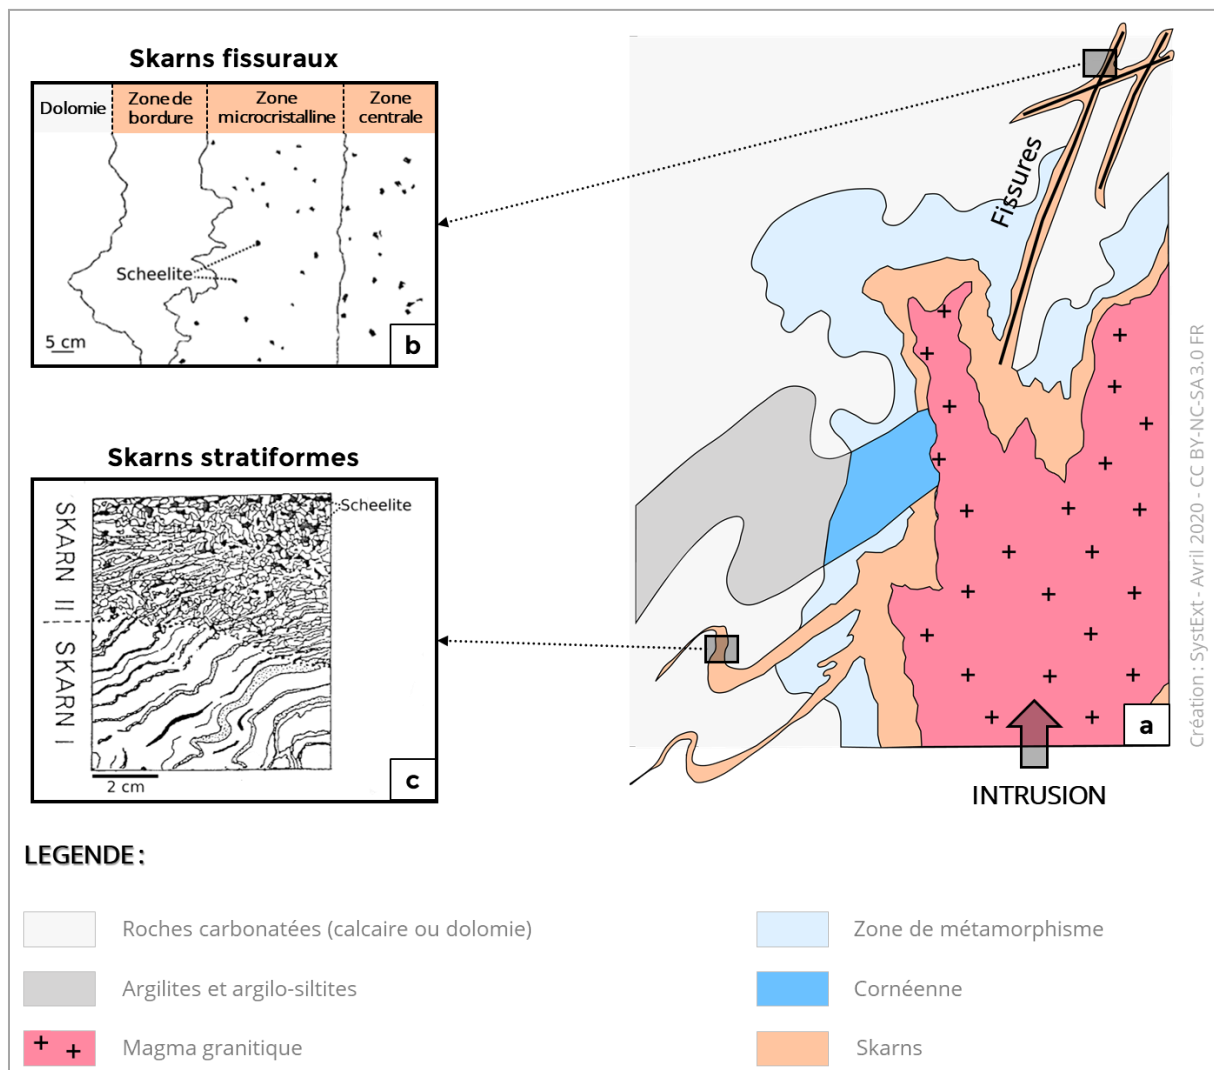 Skarns fissuraux
Dolomie
Zone de
bordure
Zone
microcristalline
Zone
centrale
Scheelite
5 cm
b
Skarns stratiformes
SKARN II
SKARN I
Scheelite
2 cm
c
Fissures
a
INTRUSION
Création : SystExt - Avril 2020 - CC BY-NC-SA 3.0 FR
LEGENDE :
Roches carbonatées (calcaire ou dolomie)
Argilites et argilo-siltites
Magma granitique
Zone de métamorphisme
Cornéenne
Skarns